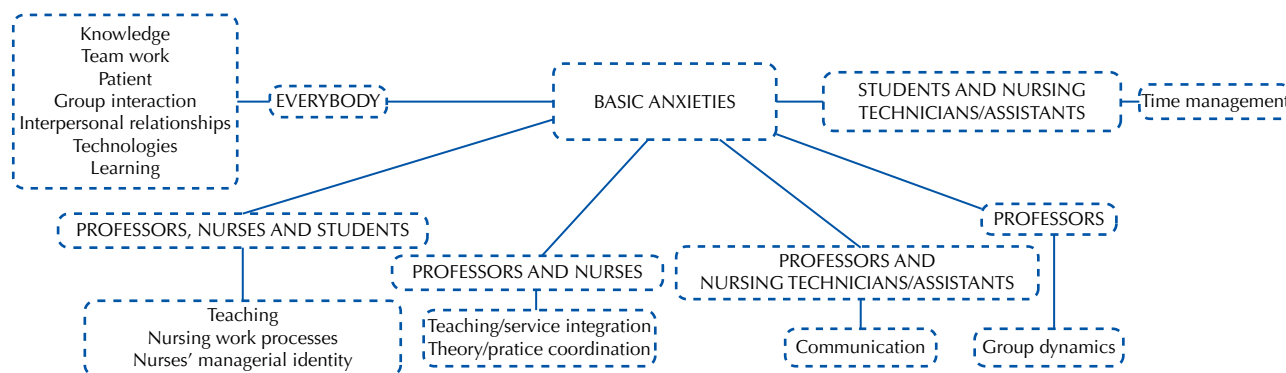 Knowledge
Team work
Patient
Group interaction
Interpersonal relationships
Technologies
Learning
EVERYBODY
BASIC ANXIETIES
STUDENTS AND NURSING
TECHNICIANS/ASSISTANTS
Time management
PROFESSORS, NURSES AND STUDENTS
Teaching
Nursing work processes
Nurses’ managerial identity
PROFESSORS AND NURSES
Teaching/service integration
Theory/pratice coordination
PROFESSORS AND
NURSING TECHNICIANS/ASSISTANTS
Communication
PROFESSORS
Group dynamics